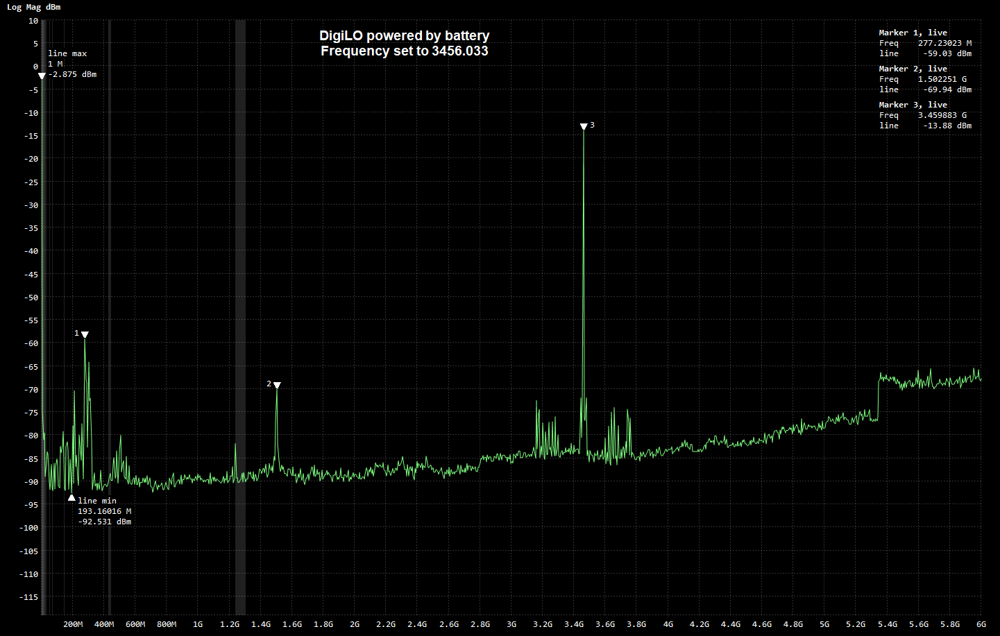 Log Mag dBm
DigiLO powered by battery
Frequency set to 3456.033
Marker 1, live
Freq 277.23023 M
line -59.03 dBm
Marker 2, live
Freq 1.502251 G
line -69.94 dBm
Marker 3, live
Freq 3.459883 G
line -13.88 dBm
line max
1 M
-2.875 dBm
3
1
2
line min
193.16016 M
-92.531 dBm
10
5
0
-5
-10
-15
-20
-25
-30
-35
-40
-45
-50
-55
-60
-65
-70
-75
-80
-85
-90
-95
-100
-105
-110
-115
200M 400M 600M 800M 1G 1.2G 1.4G 1.6G 1.8G 2G 2.2G 2.4G 2.6G 2.8G 3G 3.2G 3.4G 3.6G 3.8G 4G 4.2G 4.4G 4.6G 4.8G 5G 5.2G 5.4G 5.6G 5.8G 6G